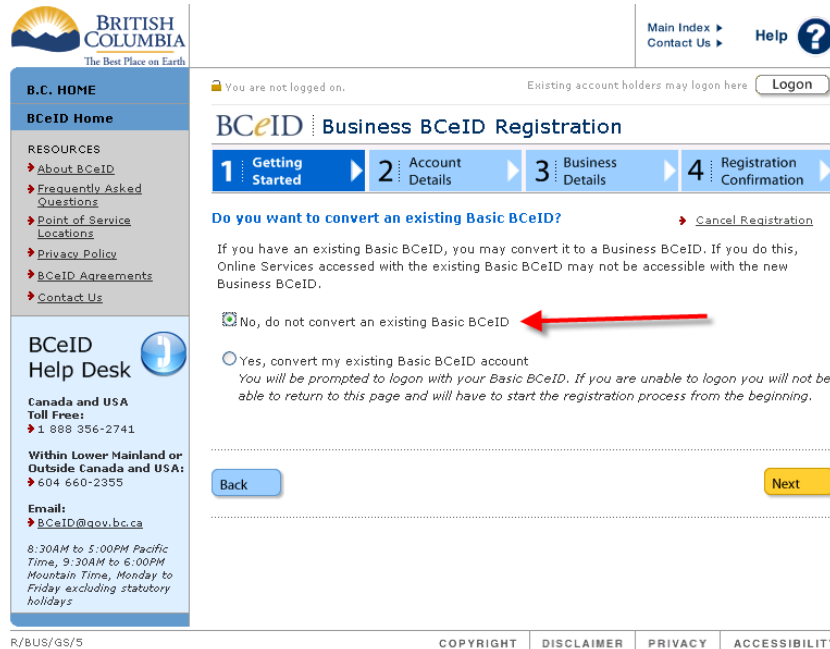 BRITISH
COLUMBIA
The Best Place on Earth
Main Index
Contact Us
Help ?
B.C. HOME
BCeID Home
RESOURCES
About BCeID
Frequently Asked
Questions
Point of Service
Locations
Privacy Policy
BCeID Agreements
Contact Us
BCeID
Help Desk
Canada and USA
Toll Free:
1 888 356-2741
Within Lower Mainland or
Outside Canada and USA:
604 660-2355
Email:
BCeID@gov.bc.ca
8:30AM to 5:00PM Pacific
Time, 9:30AM to 6:00PM
Mountain Time, Monday to
Friday excluding statutory
holidays
You are not logged on.
Existing account holders may logon here Logon
BCeID Business BCeID Registration
1 Getting Started
2 Account Details
3 Business Details
4 Registration Confirmation
Do you want to convert an existing Basic BCeID?
Cancel Registration
If you have an existing Basic BCeID, you may convert it to a Business BCeID. If you do this,
Online Services accessed with the existing Basic BCeID may not be accessible with the new
Business BCeID.
No, do not convert an existing Basic BCeID
Yes, convert my existing Basic BCeID account
You will be prompted to logon with your Basic BCeID. If you are unable to logon you will not be
able to return to this page and will have to start the registration process from the beginning.
Back
Next
R/BUS/GS/5
COPYRIGHT
DISCLAIMER
PRIVACY
ACCESSIBILIT